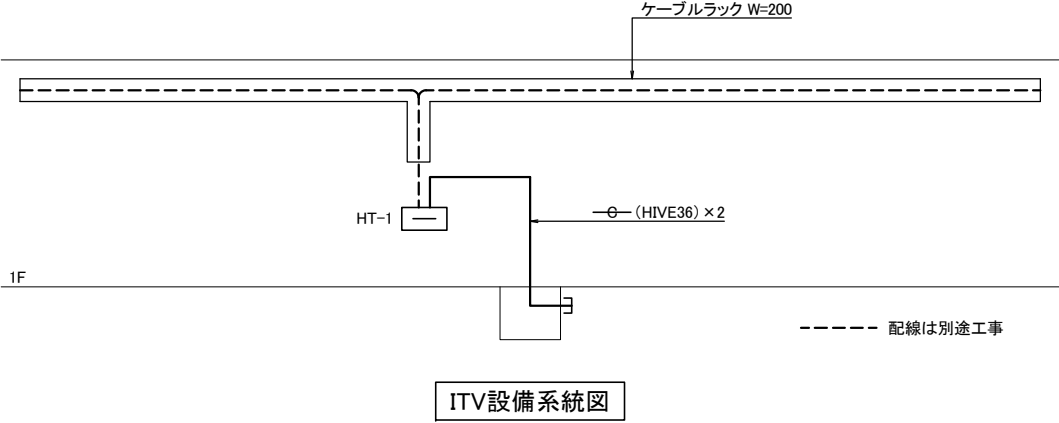 ケーブルラック W=200
HT-1
C (HIVE36)×2
1F
配線は別途工事
ITV設備系統図